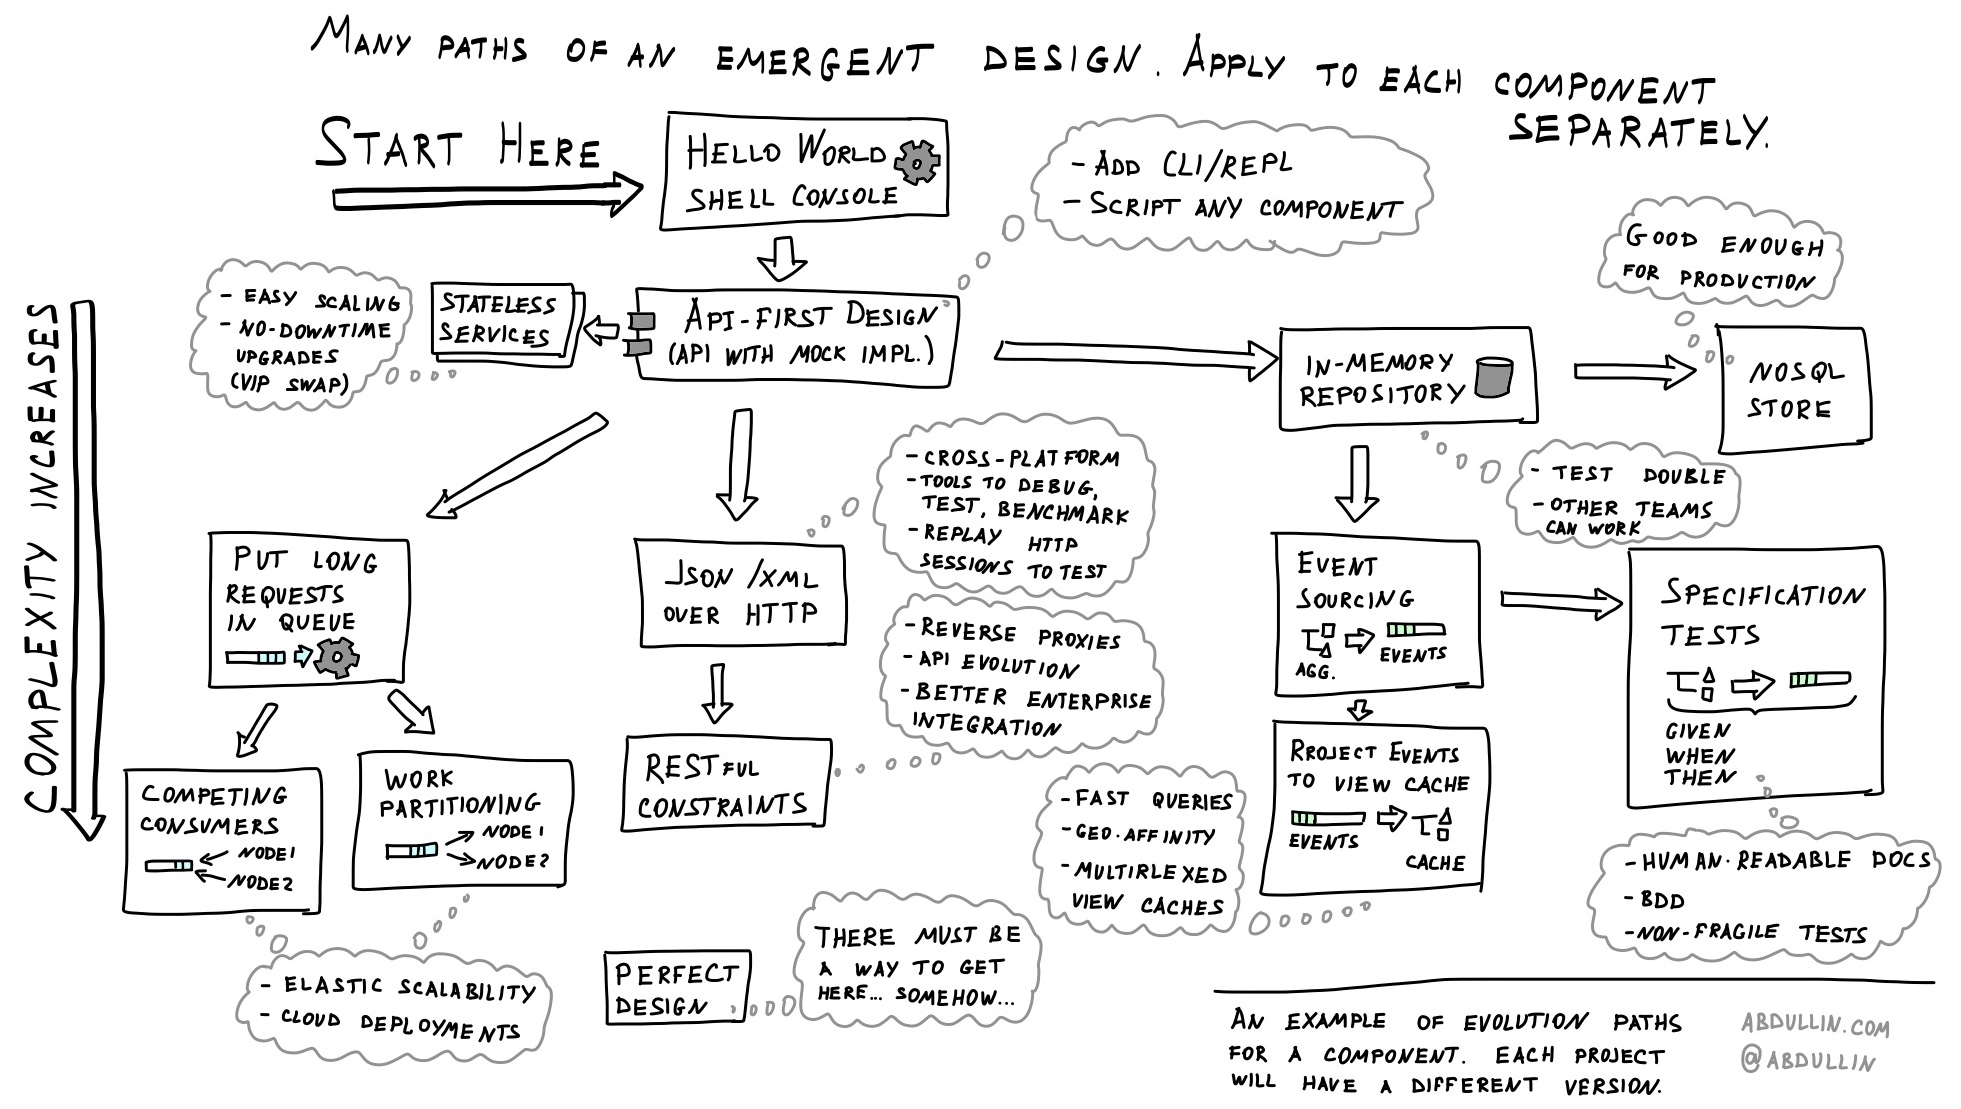 MANY PATHS OF AN EMERGENT DESIGN. APPLY TO EACH COMPONENT
SEPARATELY.
START HERE
HELLO WORLD
SHELL CONSOLE
- ADD CLI/REPL
- SCRIPT ANY COMPONENT
GOOD ENOUGH
FOR PRODUCTION
COMPLEXITY INCREASES
- EASY SCALING
- NO-DOWNTIME
UPGRADES
(VIP SWAP)
STATELESS
SERVICES
API-FIRST DESIGN
(API WITH MOCK IMPL.)
IN-MEMORY
REPOSITORY
NOSQL
STORE
- CROSS-PLATFORM
- TOOLS TO DEBUG,
TEST, BENCHMARK
- REPLAY HTTP
SESSIONS TO TEST
- TEST DOUBLE
- OTHER TEAMS
CAN WORK
PUT LONG
REQUESTS
IN QUEUE
JSON/XML
OVER HTTP
EVENT
SOURCING
AGG.
EVENTS
SPECIFICATION
TESTS
GIVEN
WHEN
THEN
- REVERSE PROXIES
- API EVOLUTION
- BETTER ENTERPRISE
INTEGRATION
COMPETING
CONSUMERS
NODE1
NODE2
WORK
PARTITIONING
NODE1
NODE2
RESTFUL
CONSTRAINTS
- FAST QUERIES
- GEO-AFFINITY
- MULTIRLEXED
VIEW CACHES
RROJECT EVENTS
TO VIEW CACHE
EVENTS
CACHE
- HUMAN-READABLE DOCS
- BDD
- NON-FRAGILE TESTS
- ELASTIC SCALABILITY
- CLOUD DEPLOYMENTS
PERFECT
DESIGN
THERE MUST BE
A WAY TO GET
HERE... SOMEHOW...
AN EXAMPLE OF EVOLUTION PATHS
FOR A COMPONENT. EACH PROJECT
WILL HAVE A DIFFERENT VERSION.
ABDULLIN.COM
@ABDULLIN